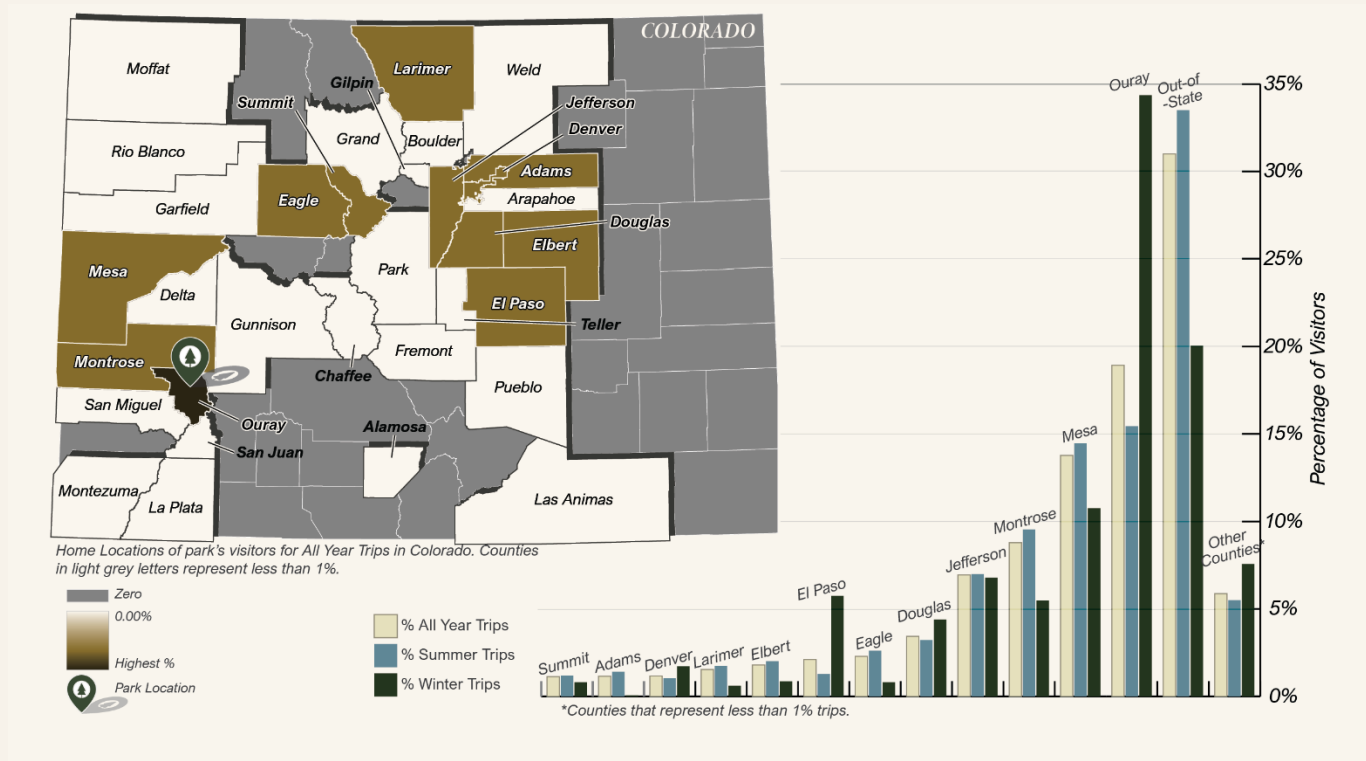 COLORADO
Moffat
Larimer
Weld
Gilpin
Summit
Jefferson
Denver
Grand
Boulder
Rio Blanco
Adams
Eagle
Arapahoe
Garfield
Douglas
Elbert
Mesa
Park
Delta
El Paso
Gunnison
Teller
Fremont
Montrose
Chaffee
Pueblo
San Miguel
Ouray
Alamosa
San Juan
Montezuma
La Plata
Las Animas
Home Locations of park's visitors for All Year Trips in Colorado. Counties
in light grey letters represent less than 1%.
Zero
0.00%
Highest %
Park Location
% All Year Trips
% Summer Trips
% Winter Trips
Summit
Adams
Denver
Larimer
Elbert
El Paso
Eagle
Douglas
Jefferson
Montrose
Mesa
Ouray
Out-of
-State
Other
Counties*
35%
30%
25%
20%
15%
10%
5%
0%
Percentage of Visitors
*Counties that represent less than 1% trips.